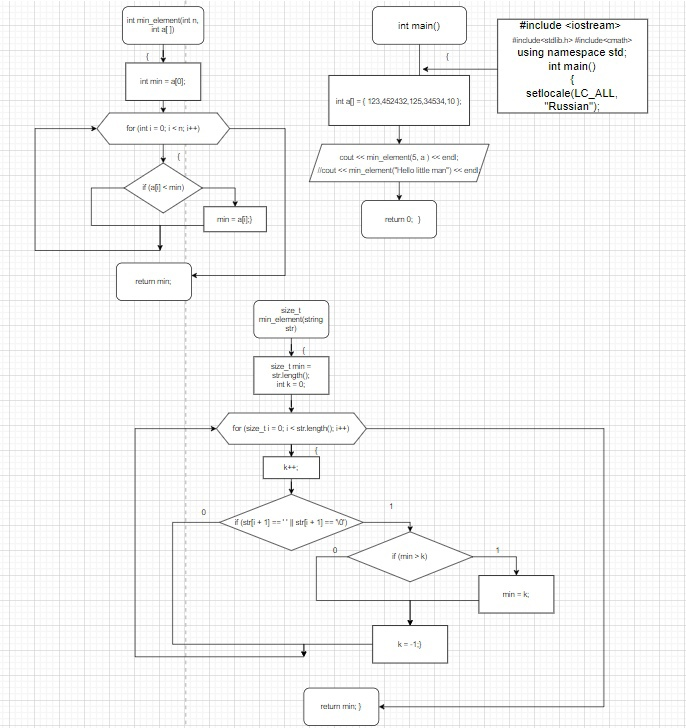 int min_element(int n,
int a[ ])
{
int min = a[0];
for (int i = 0; i < n; i++)
{
if (a[i] < min)
min = a[i];}
return min;
int main()
{
#include <iostream>
#include<stdlib.h> #include<cmath>
using namespace std;
int main()
{
setlocale(LC_ALL,
"Russian");
int a[] = { 123,452432,125,34534,10 };
cout << min_element(5, a ) << endl;
//cout << min_element("Hello little man") << endl
return 0; }
size_t
min_element(string
str)
{
size_t min =
str.length();
int k = 0;
for (size_t i = 0; i < str.length(); i++)
{
k++;
if (str[i + 1] == ' ' || str[i + 1] == '\0')
0
1
if (min > k)
0
1
min = k;
k = -1;}
return min; }